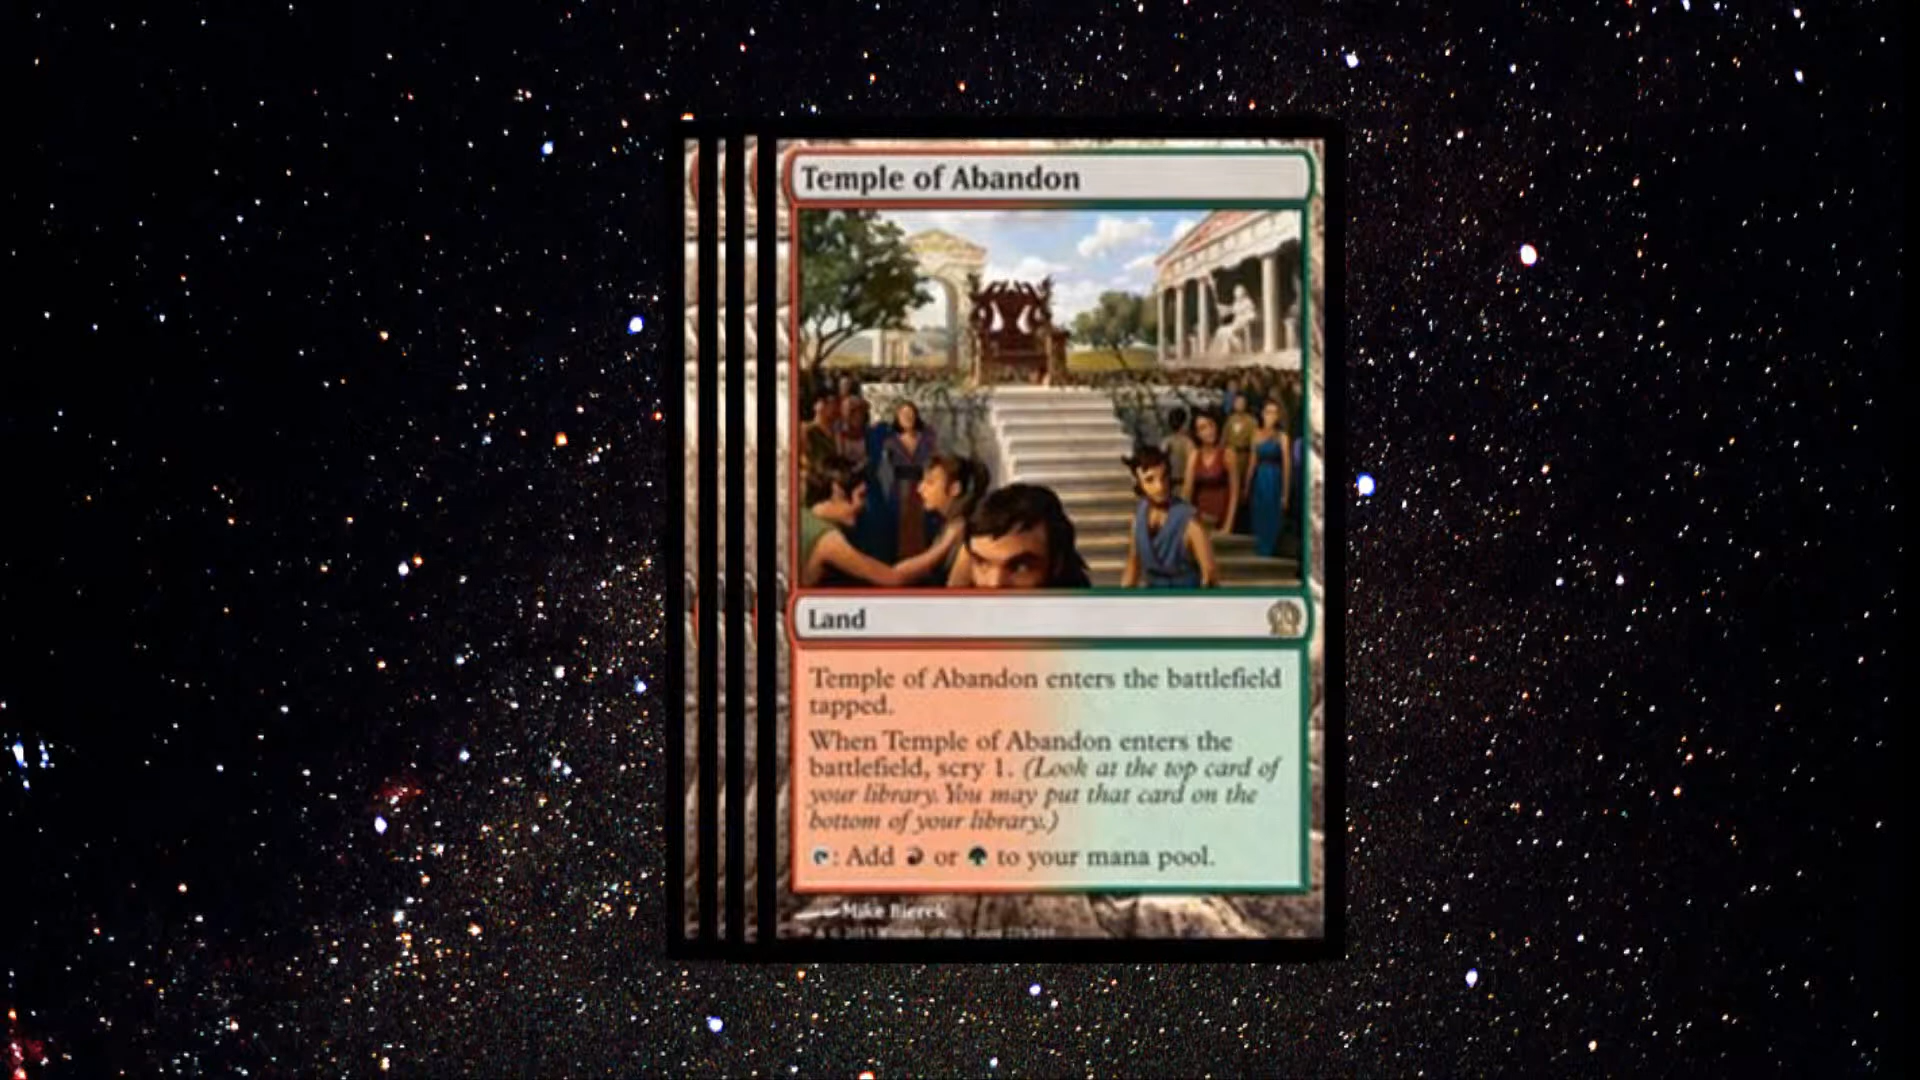 Temple of Abandon
Land
Temple of Abandon enters the battlefield
tapped.
When Temple of Abandon enters the
battlefield, scry 1. (Look at the top card of
your library. You may put that card on the
bottom of your library.)
: Add or to your mana pool.
Mike Bierek